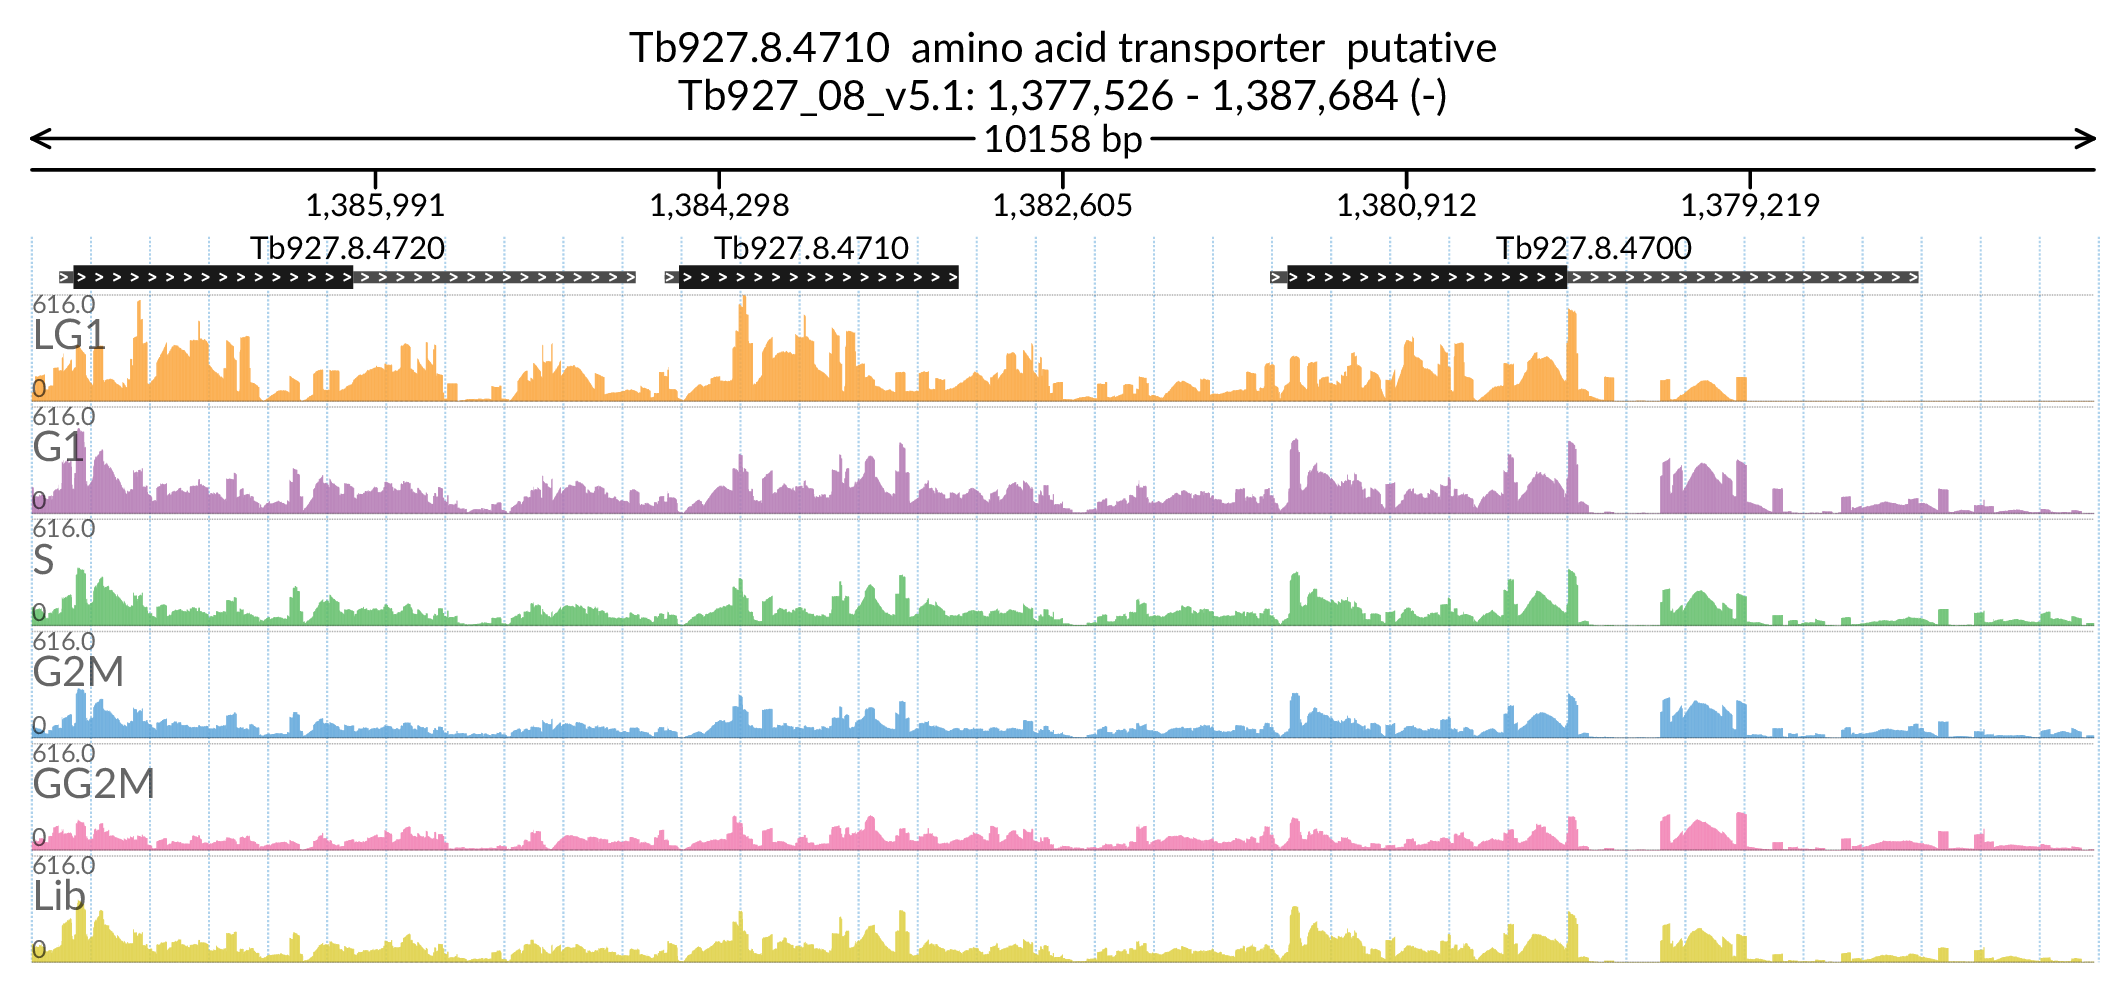 Tb927.8.4710 amino acid transporter putative
Tb927_08_v5.1: 1,377,526 - 1,387,684 (-)
10158 bp
1,385,991 1,384,298 1,382,605 1,380,912 1,379,219
Tb927.8.4720 Tb927.8.4710 Tb927.8.4700
616.0
LG1
0
616.0
G1
0
616.0
S
0
616.0
G2M
0
616.0
GG2M
0
616.0
Lib
0